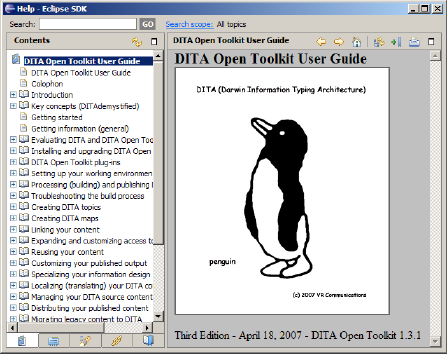 Help - Eclipse SDK
Search: GO Search scope: All topics
Contents
DITA Open Toolkit User Guide
DITA Open Toolkit User Guide
Colophon
Introduction
Key concepts (DITAdemystified)
Getting started
Getting information (general)
Evaluating DITA and DITA Open Too
Installing and upgrading DITA Open
DITA Open Toolkit plug-ins
Setting up your working environmen
Processing (building) and publishing
Troubleshooting the build process
Creating DITA topics
Creating DITA maps
Linking your content
Expanding and customizing access to
Reusing your content
Customizing your published output
Specializing your information design
Localizing (translating) your DITA co
Managing your DITA source content
Distributing your published content
Migrating legacy content to DITA
DITA Open Toolkit User Guide
DITA Open Toolkit User Guide
DITA (Darwin Information Typing Architecture)
penguin
(c) 2007 VR Communications
Third Edition - April 18, 2007 - DITA Open Toolkit 1.3.1